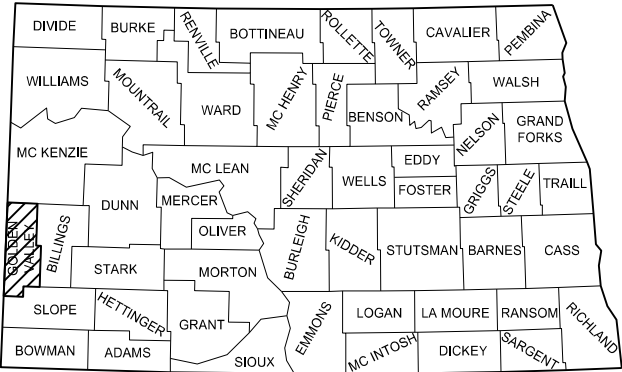 DIVIDE
BURKE
RENVILLE
BOTTINEAU
ROLLETTE
TOWNER
CAVALIER
PEMBINA
WILLIAMS
MOUNTRAIL
WARD
MC HENRY
PIERCE
BENSON
RAMSEY
WALSH
MC KENZIE
MC LEAN
SHERIDAN
WELLS
EDDY
FOSTER
NELSON
GRAND
FORKS
GOLDEN
VALLEY
BILLINGS
DUNN
MERCER
OLIVER
BURLEIGH
KIDDER
STUTSMAN
GRIGGS
STEELE
TRAILL
STARK
MORTON
BARNES
CASS
SLOPE
HETTINGER
GRANT
EMMONS
LOGAN
LA MOURE
RANSOM
RICHLAND
BOWMAN
ADAMS
SIOUX
MC INTOSH
DICKEY
SARGENT